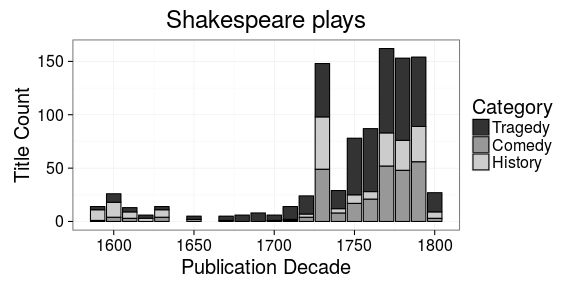 Shakespeare plays
150
100
50
0
Title Count
1600 1650 1700 1750 1800
Publication Decade
Category
Tragedy
Comedy
History